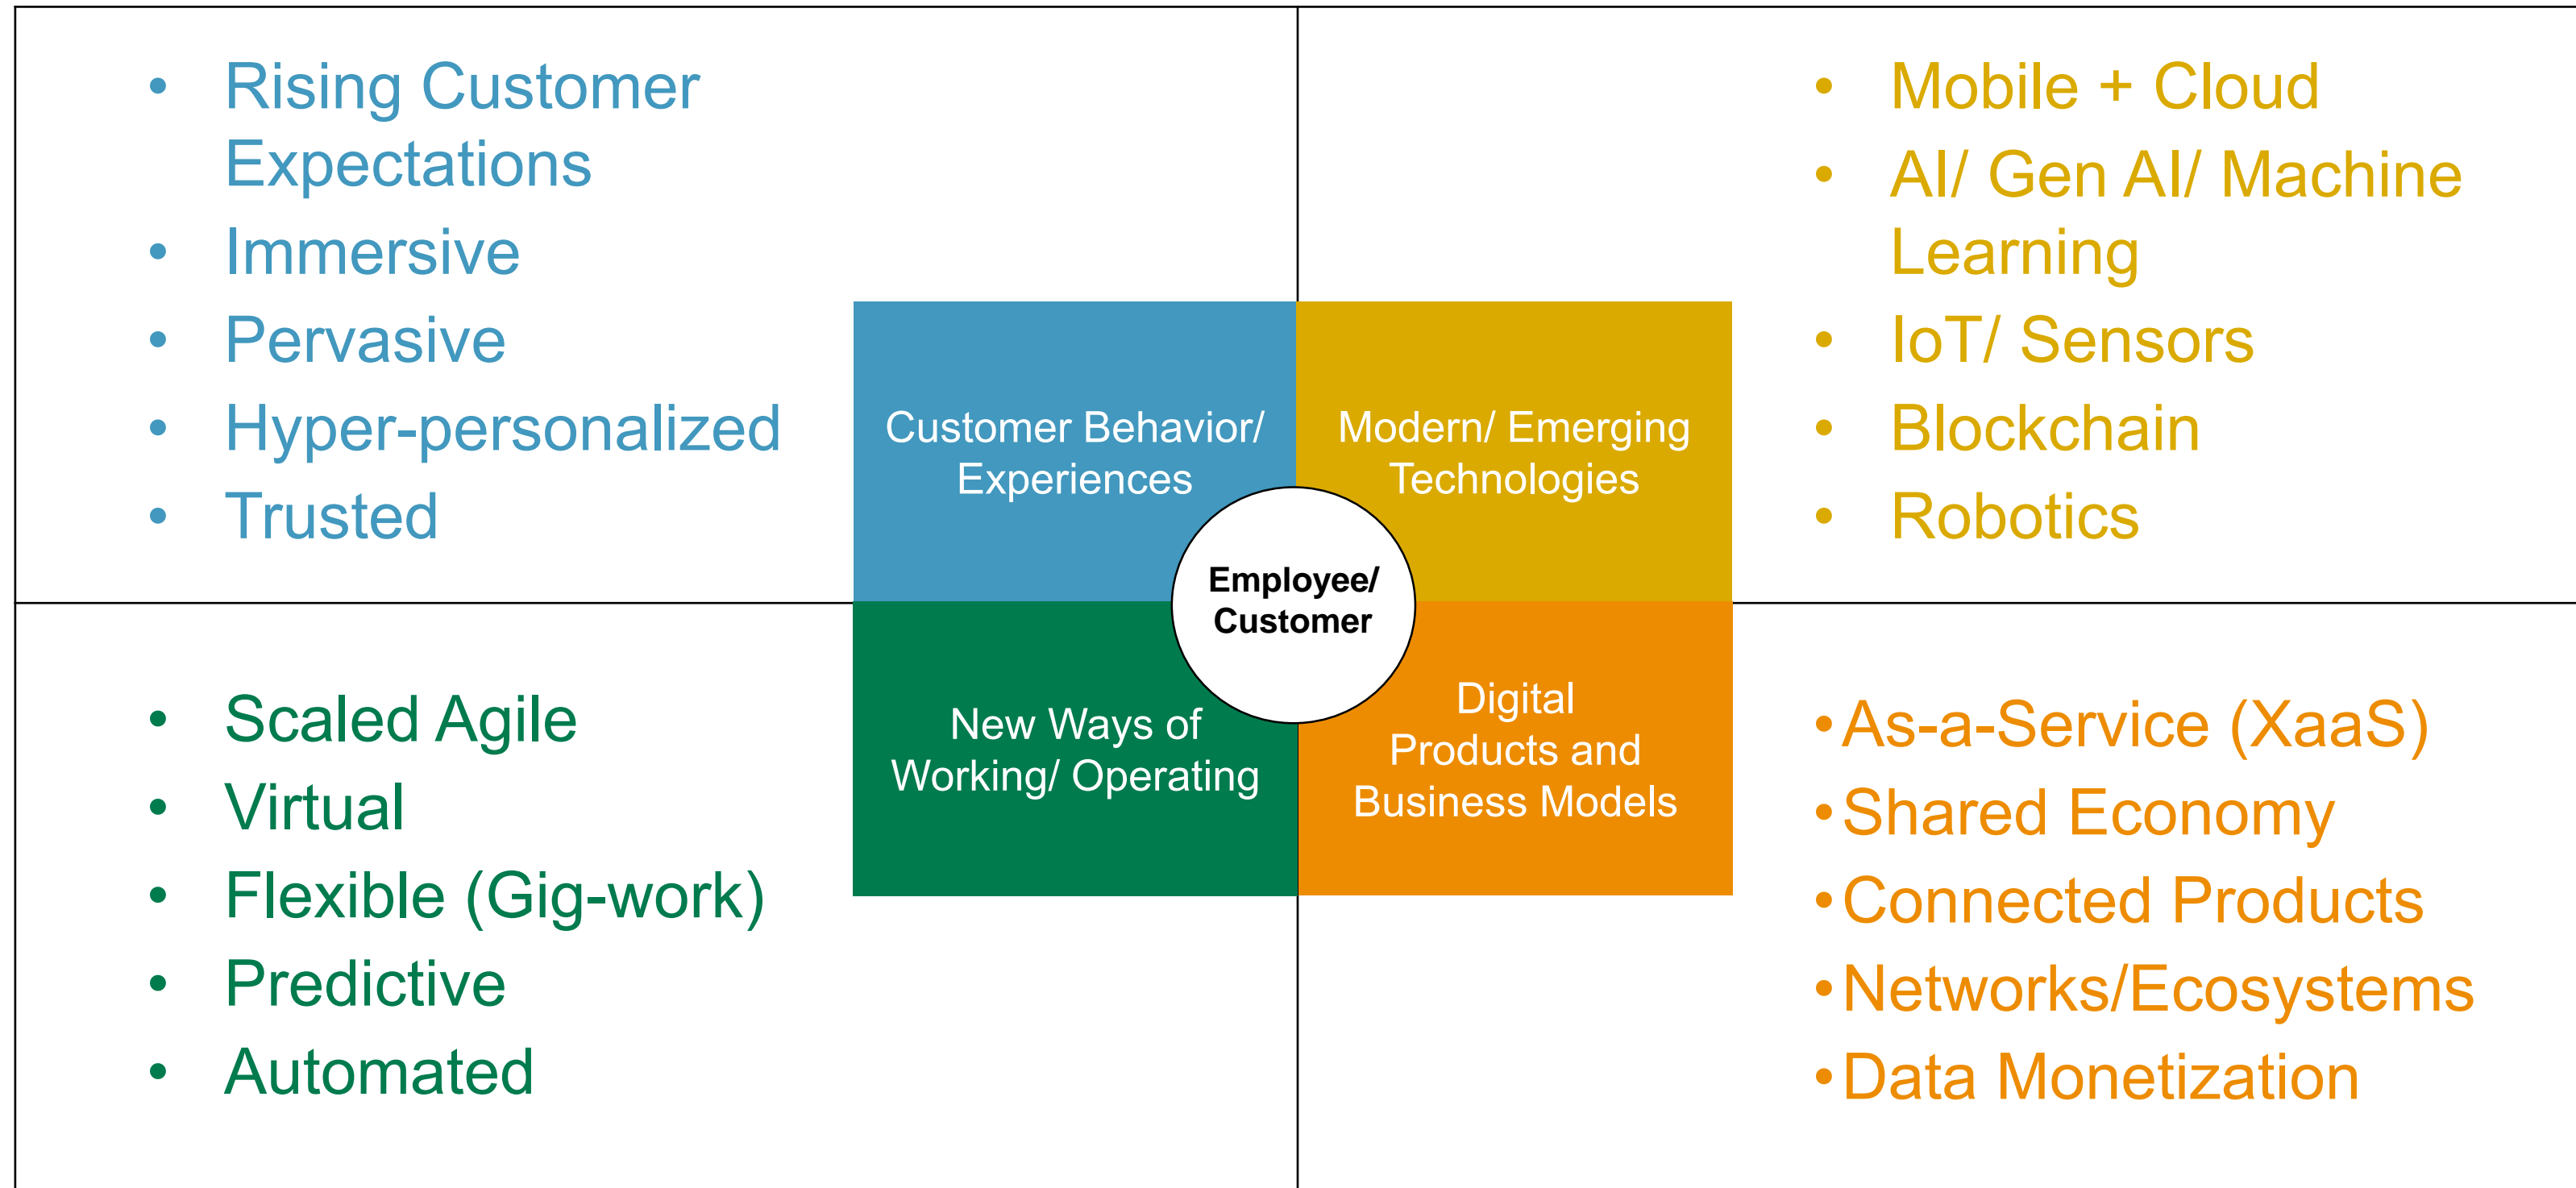 • Rising Customer
Expectations
• Immersive
• Pervasive
• Hyper-personalized
• Trusted
• Mobile + Cloud
• AI/ Gen AI/ Machine
Learning
• IoT/ Sensors
• Blockchain
• Robotics
Customer Behavior/
Experiences
Modern/ Emerging
Technologies
Employee/
Customer
New Ways of
Working/ Operating
Digital
Products and
Business Models
• Scaled Agile
• Virtual
• Flexible (Gig-work)
• Predictive
• Automated
•As-a-Service (XaaS)
•Shared Economy
•Connected Products
•Networks/Ecosystems
•Data Monetization